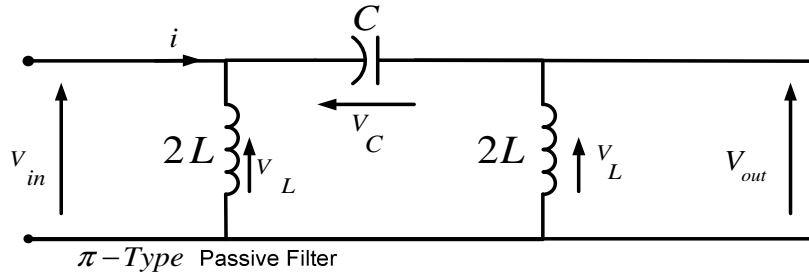 C
i
V_C
V_in
2L
V_L
2L
V_L
V_out
π-Type Passive Filter